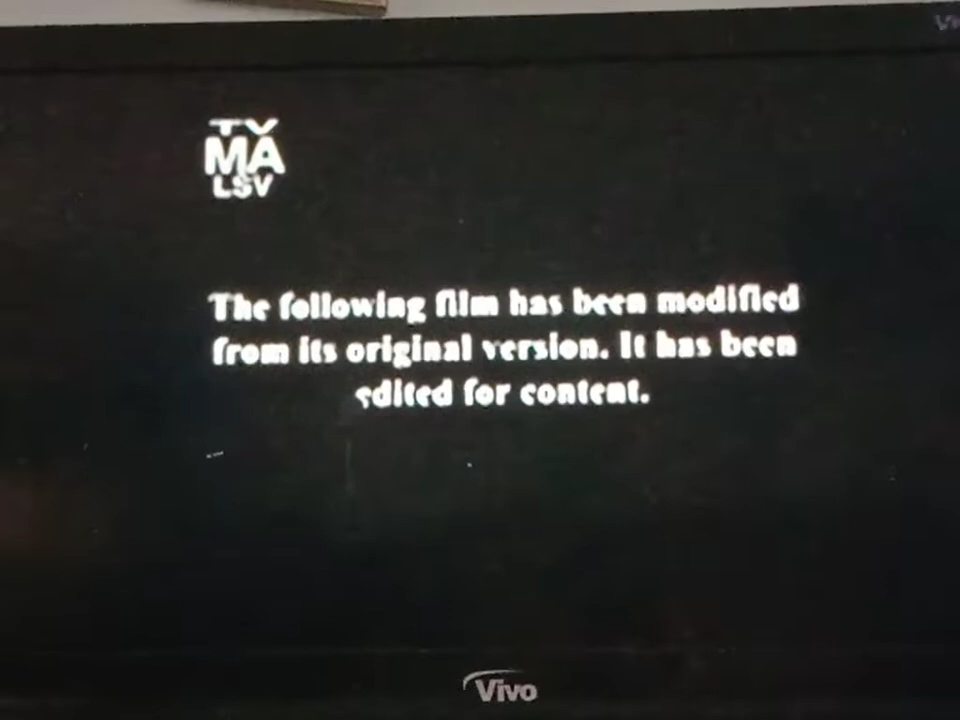 TV
MA
LSV
The following film has been modified
from its original version. It has been
edited for content.
Vivo